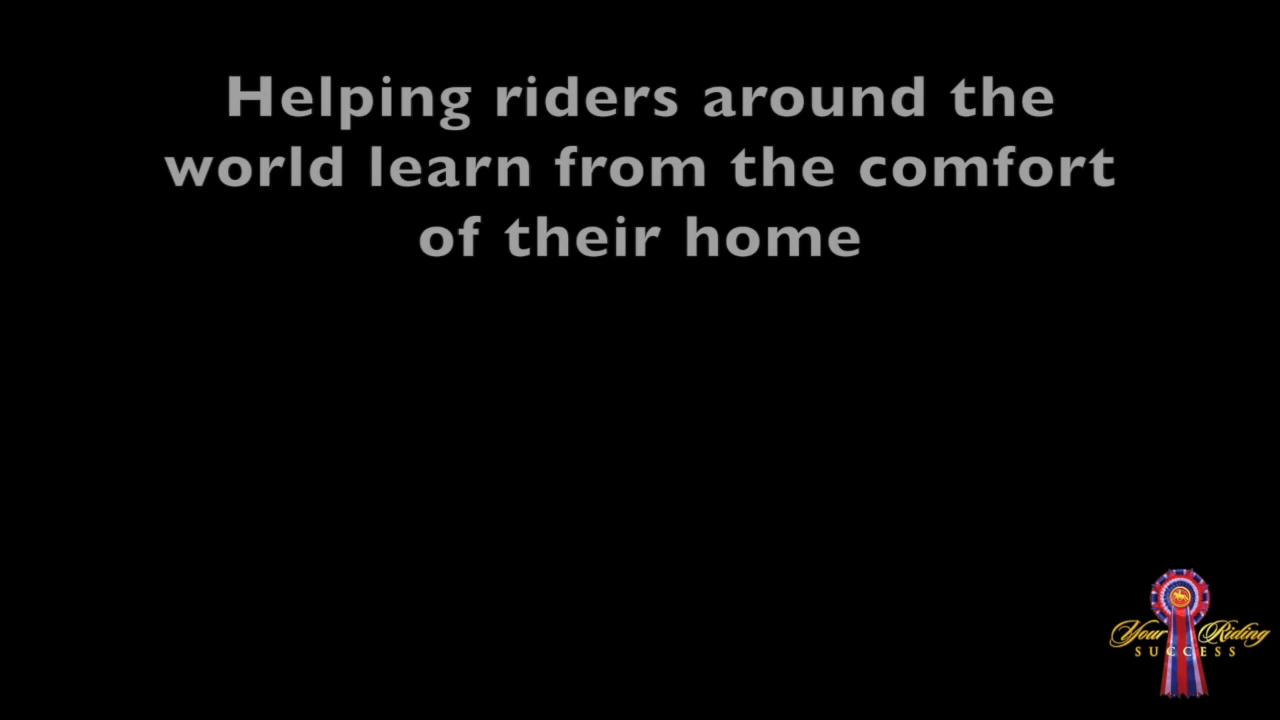 Helping riders around the
world learn from the comfort
of their home
Your Riding
SUCCESS